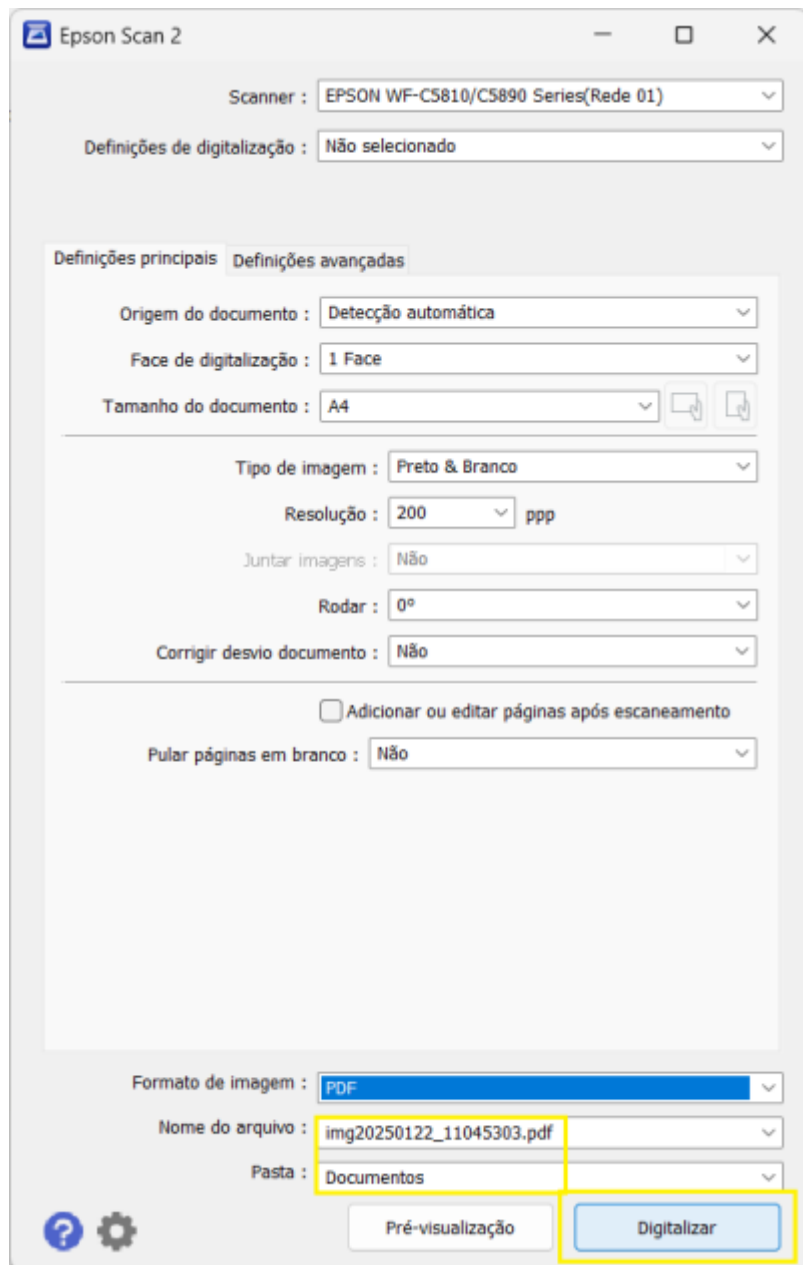 Epson Scan 2
Scanner : EPSON WF-C5810/C5890 Series(Rede 01)
Definições de digitalização : Não selecionado
Definições principais Definições avançadas
Origem do documento : Detecção automática
Face de digitalização : 1 Face
Tamanho do documento : A4
Tipo de imagem : Preto & Branco
Resolução : 200 ppp
Juntar imagens : Não
Rodar : 0º
Corrigir desvio documento : Não
Adicionar ou editar páginas após escaneamento
Pular páginas em branco : Não
Formato de imagem : PDF
Nome do arquivo : img20250122_11045303.pdf
Pasta : Documentos
? Pré-visualização Digitalizar